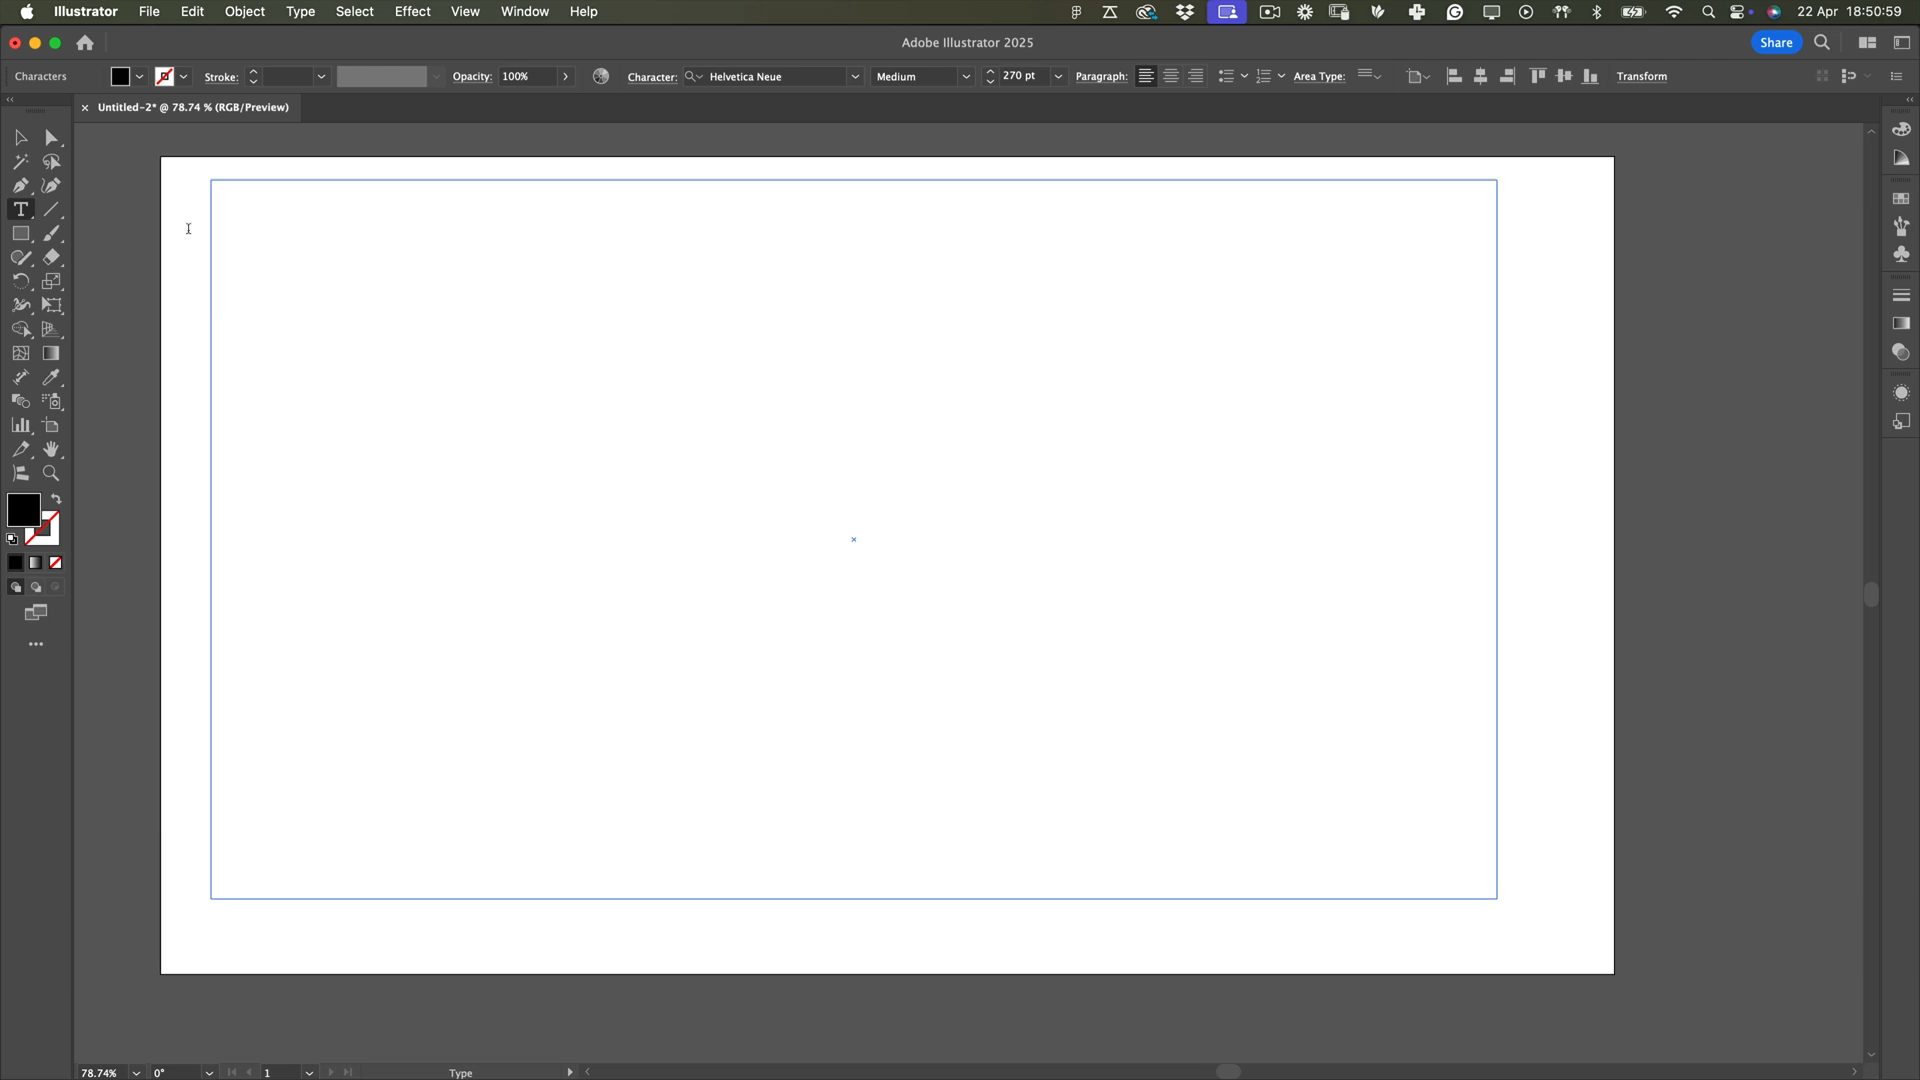 Illustrator File Edit Object Type Select Effect View Window Help 22 Apr 18:50:59
Adobe Illustrator 2025 Share
Characters Stroke: Opacity: 100% Character: Helvetica Neue Medium 270 pt Paragraph: Area Type: Transform
Untitled-2* @ 78.74 % (RGB/Preview)
78.74% 0° 1 Type